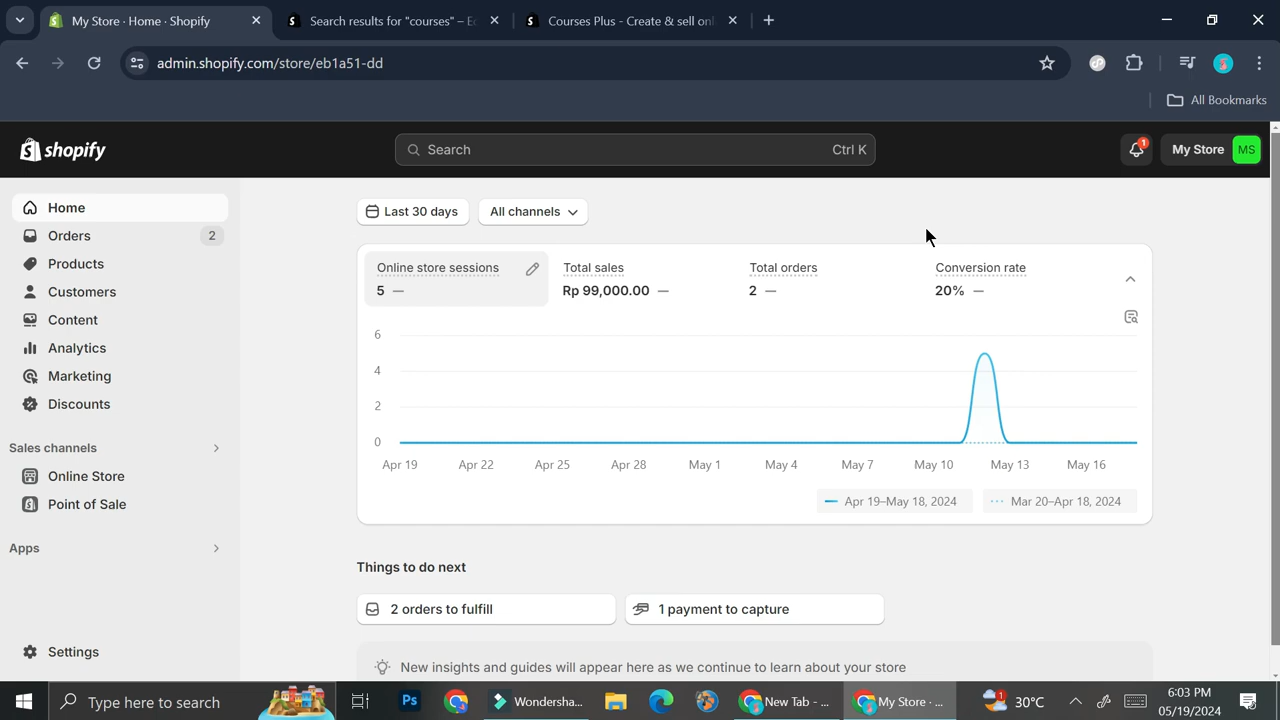 My Store · Home · Shopify
Search results for "courses" – Ec
Courses Plus - Create & sell onl
admin.shopify.com/store/eb1a51-dd
All Bookmarks
shopify
Search
Ctrl K
1
My Store
MS
Home
Orders
2
Products
Customers
Content
Analytics
Marketing
Discounts
Sales channels
Online Store
Point of Sale
Apps
Settings
Last 30 days
All channels
Online store sessions
5 —
Total sales
Rp 99,000.00 —
Total orders
2 —
Conversion rate
20% —
6
4
2
0
Apr 19
Apr 22
Apr 25
Apr 28
May 1
May 4
May 7
May 10
May 13
May 16
Apr 19–May 18, 2024
Mar 20–Apr 18, 2024
Things to do next
2 orders to fulfill
1 payment to capture
New insights and guides will appear here as we continue to learn about your store
Type here to search
Ps
Wondersha...
New Tab - ...
My Store · ...
1
30°C
6:03 PM
05/19/2024